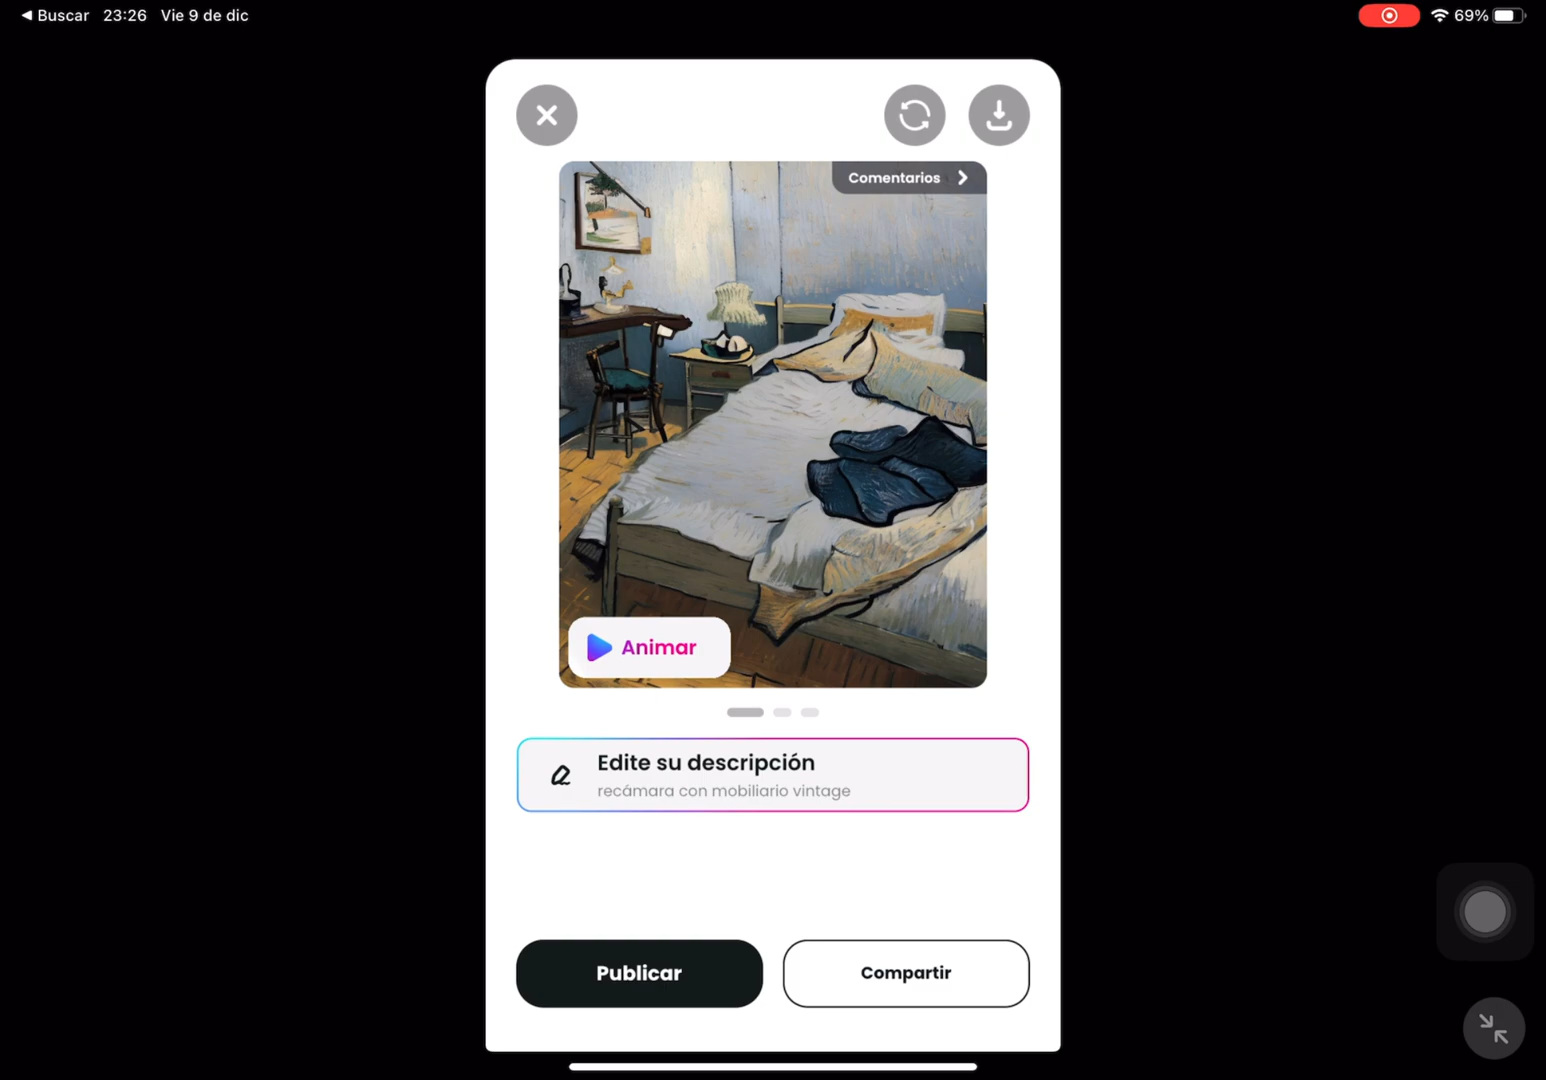 Buscar 23:26 Vie 9 de dic
69%
Comentarios
Animar
Edite su descripción
recámara con mobiliario vintage
Publicar
Compartir